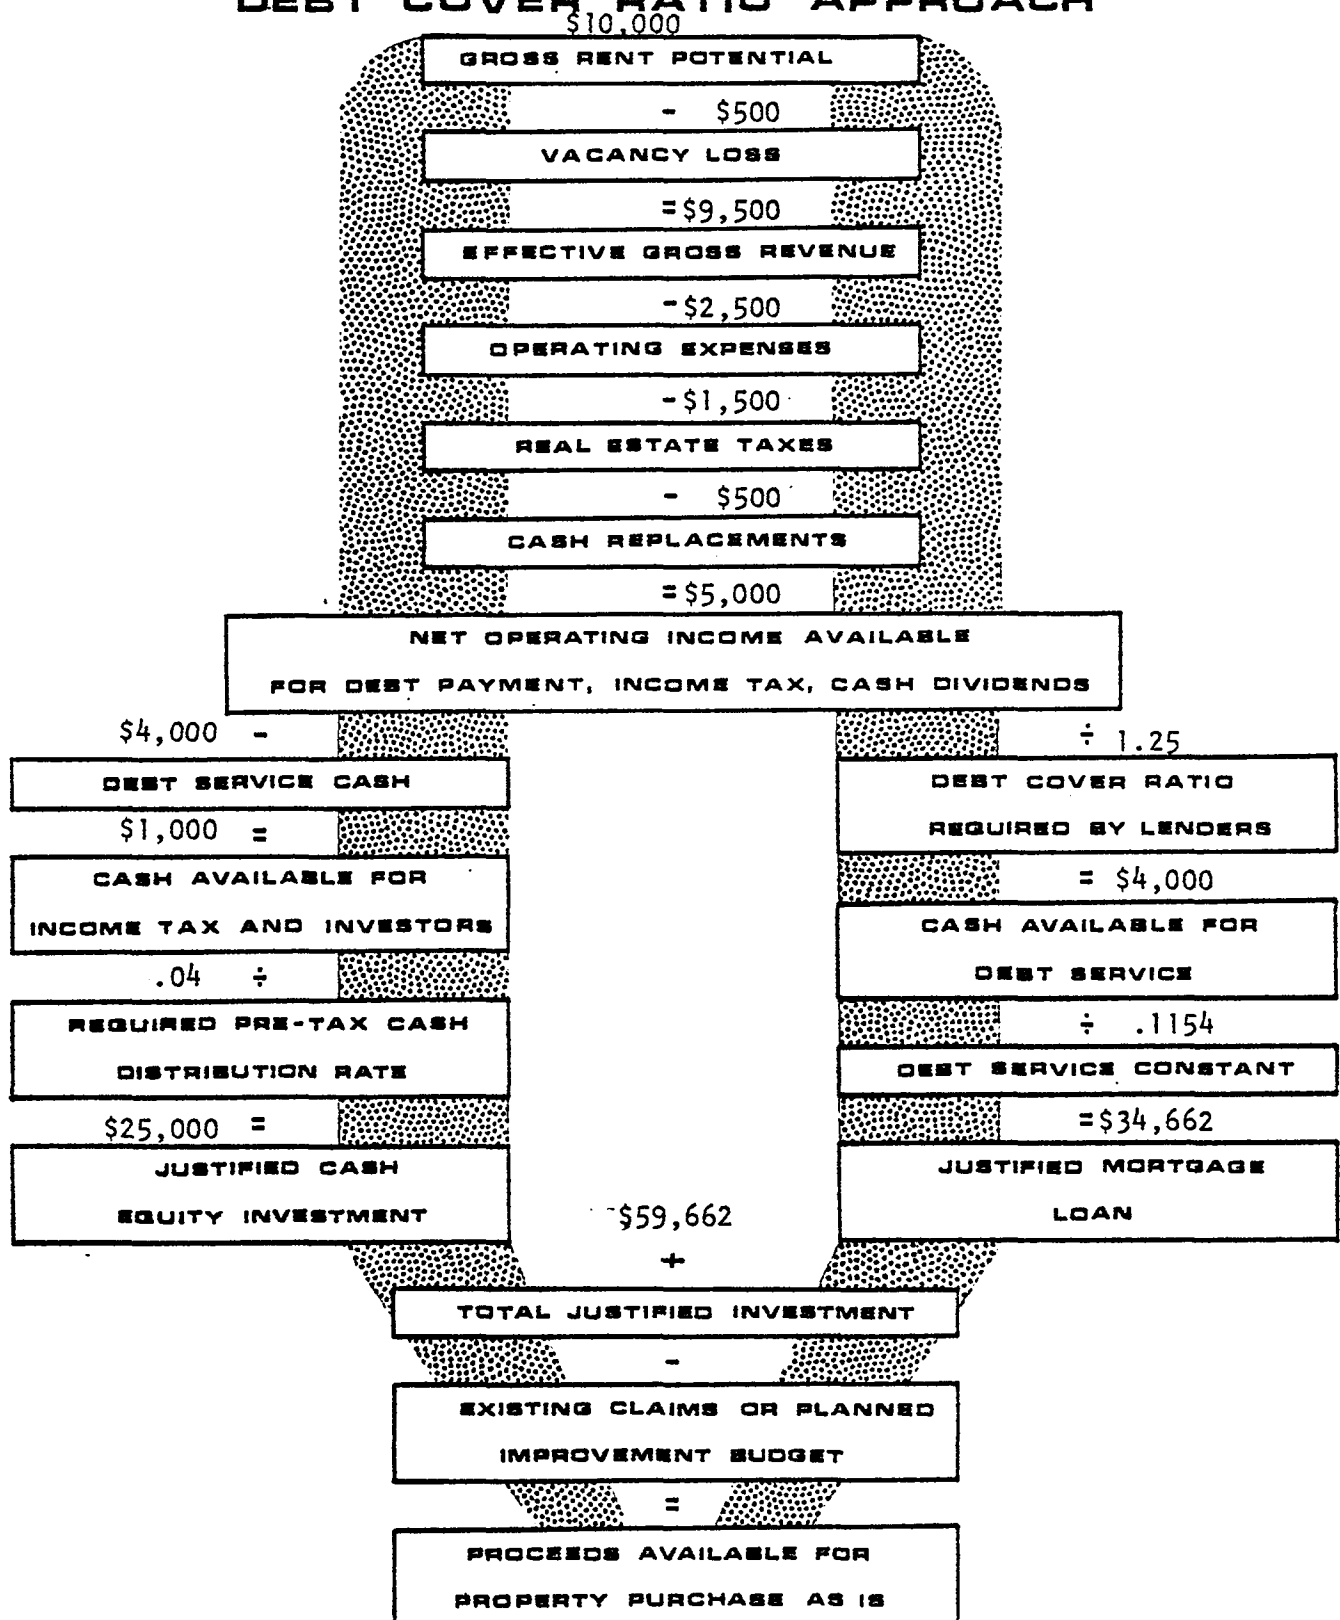 DEBT COVER RATIO APPROACH
$10,000
GROSS RENT POTENTIAL
- $500
VACANCY LOSS
=$9,500
EFFECTIVE GROSS REVENUE
-$2,500
OPERATING EXPENSES
-$1,500
REAL ESTATE TAXES
- $500
CASH REPLACEMENTS
=$5,000
NET OPERATING INCOME AVAILABLE
FOR DEBT PAYMENT, INCOME TAX, CASH DIVIDENDS
$4,000 -
DEBT SERVICE CASH
$1,000 =
CASH AVAILABLE FOR
INCOME TAX AND INVESTORS
.04 ÷
REQUIRED PRE-TAX CASH
DISTRIBUTION RATE
$25,000 =
JUSTIFIED CASH
EQUITY INVESTMENT
÷ 1.25
DEBT COVER RATIO
REQUIRED BY LENDERS
= $4,000
CASH AVAILABLE FOR
DEBT SERVICE
÷ .1154
DEBT SERVICE CONSTANT
=$34,662
JUSTIFIED MORTGAGE
LOAN
$59,662
+
TOTAL JUSTIFIED INVESTMENT
-
EXISTING CLAIMS OR PLANNED
IMPROVEMENT BUDGET
=
PROCEEDS AVAILABLE FOR
PROPERTY PURCHASE AS IS